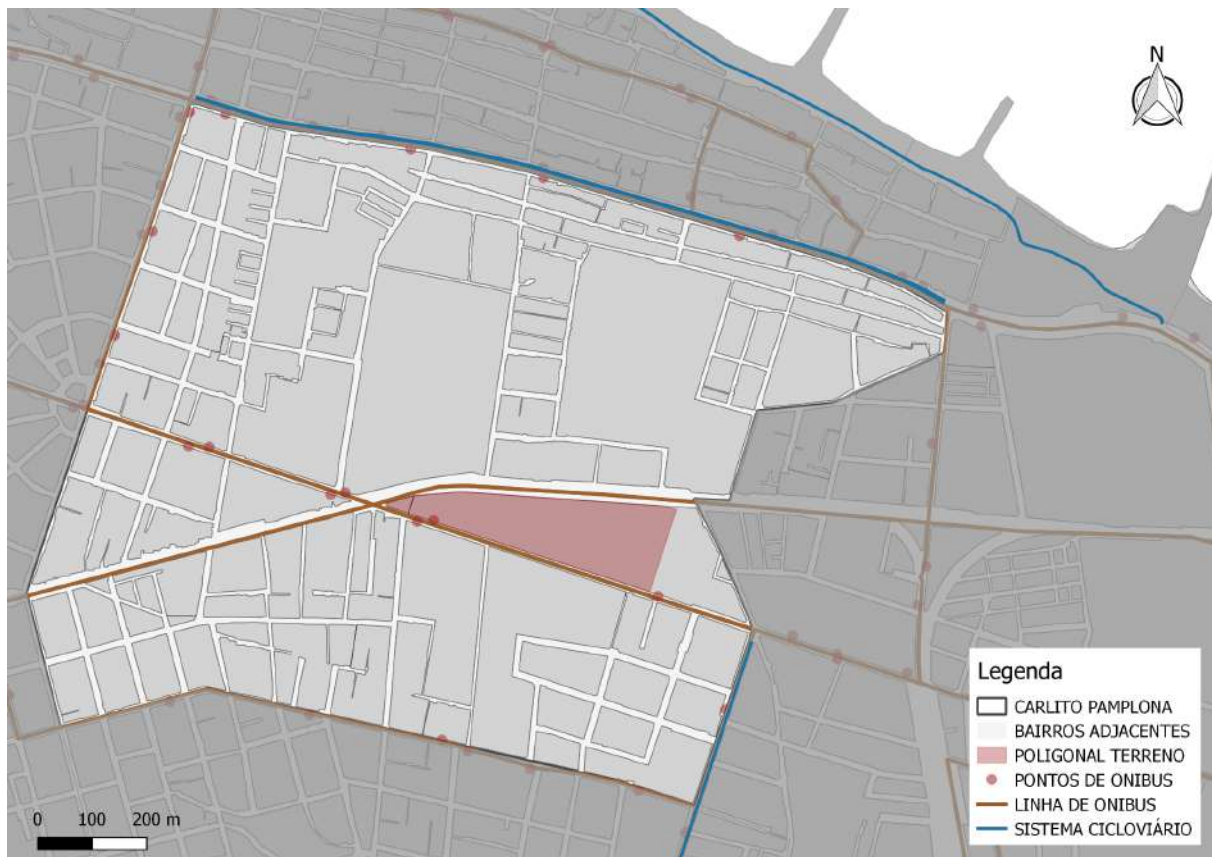 N
Legenda
CARLITO PAMPLONA
BAIRROS ADJACENTES
POLIGONAL TERRENO
PONTOS DE ONIBUS
LINHA DE ONIBUS
SISTEMA CICLOVIÁRIO
0 100 200 m